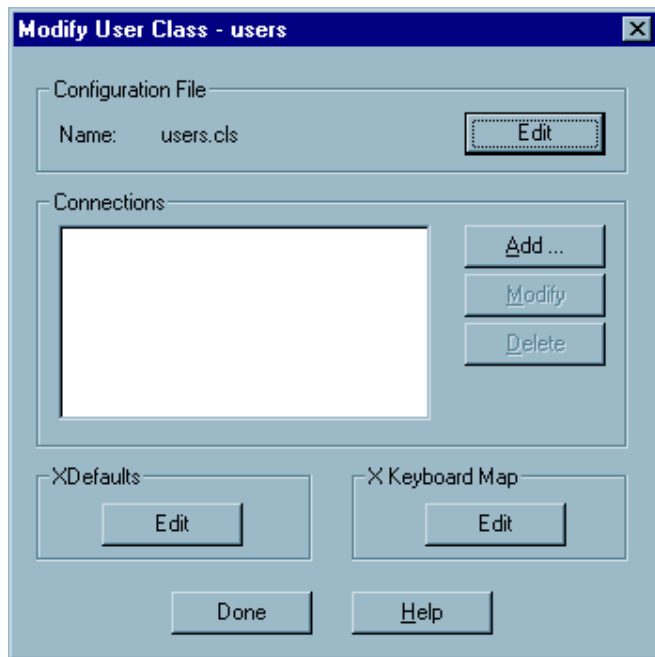 Modify User Class - users
Configuration File
Name: users.cls Edit
Connections
Add ...
Modify
Delete
XDefaults X Keyboard Map
Edit Edit
Done Help